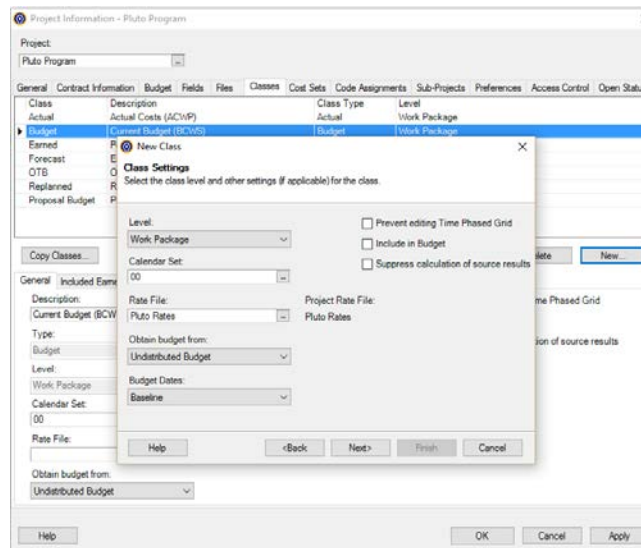 Project Information - Pluto Program
Project:
Pluto Program
General Contract Information Budget Fields Files Classes Cost Sets Code Assignments Sub-Projects Preferences Access Control Open Statu
Class Description Class Type Level
Actual Actual Costs (ACWP) Actual Work Package
Budget Current Budget (BCWS) Budget Work Package
Earned P
Forecast E
OTB O
Replanned R
Proposal Budget P
New Class
Class Settings
Select the class level and other settings (if applicable) for the class.
Level:
Work Package
Prevent editing Time Phased Grid
Include in Budget
Calendar Set:
00
Suppress calculation of source results
Rate File:
Project Rate File:
Pluto Rates
Pluto Rates
Obtain budget from:
Undistributed Budget
Budget Dates:
Baseline
Help <Back Next> Finish Cancel
Copy Classes... elete New...
General Included Earne
Description:
me Phased Grid
Current Budget (BCW
Type:
ion of source results
Budget
Level:
Work Package
Calendar Set:
00
Rate File:
Obtain budget from:
Undistributed Budget
Help OK Cancel Apply